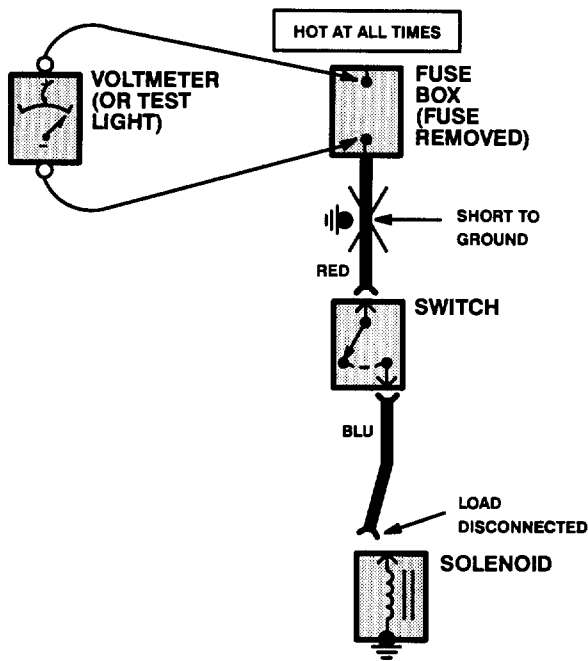 HOT AT ALL TIMES
VOLTMETER
(OR TEST
LIGHT)
FUSE
BOX
(FUSE
REMOVED)
SHORT TO
GROUND
RED
SWITCH
BLU
LOAD
DISCONNECTED
SOLENOID